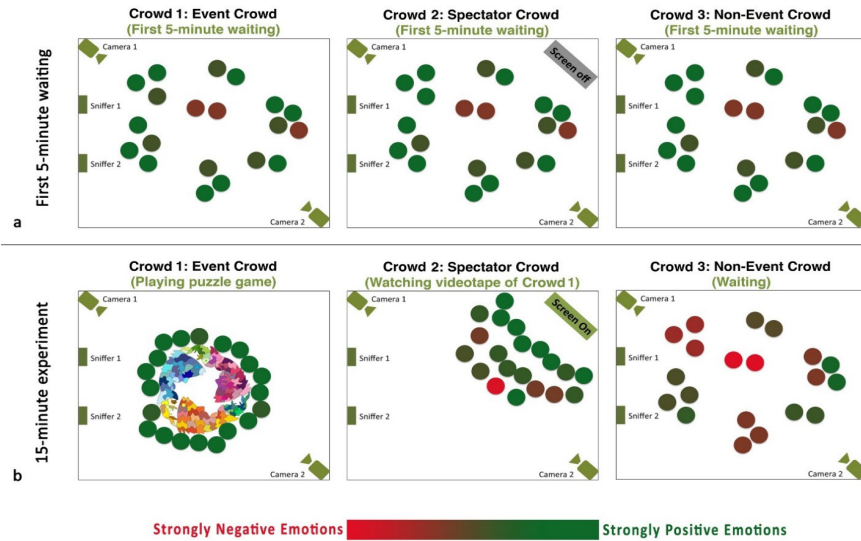 Crowd 1: Event Crowd
(First 5-minute waiting)
Crowd 2: Spectator Crowd
(First 5-minute waiting)
Crowd 3: Non-Event Crowd
(First 5-minute waiting)
First 5-minute waiting
a
Camera 1
Sniffer 1
Sniffer 2
Camera 2
Camera 1
Screen off
Sniffer 1
Sniffer 2
Camera 2
Camera 1
Sniffer 1
Sniffer 2
Camera 2
Crowd 1: Event Crowd
(Playing puzzle game)
Crowd 2: Spectator Crowd
(Watching videotape of Crowd 1)
Crowd 3: Non-Event Crowd
(Waiting)
15-minute experiment
b
Camera 1
Sniffer 1
Sniffer 2
Camera 2
Camera 1
Screen On
Sniffer 1
Sniffer 2
Camera 2
Camera 1
Sniffer 1
Sniffer 2
Camera 2
Strongly Negative Emotions
Strongly Positive Emotions